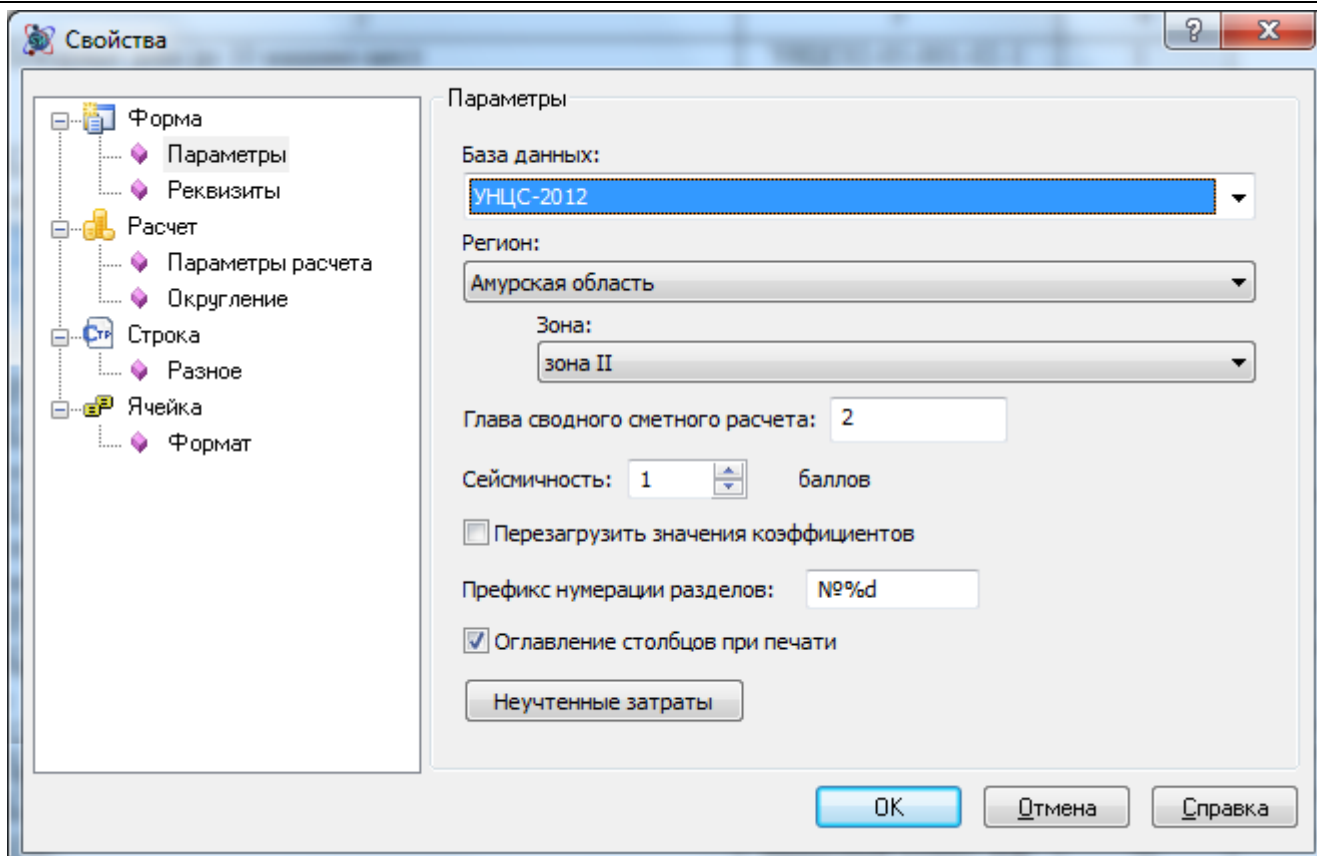 Свойства
Форма
Параметры
Реквизиты
Расчет
Параметры расчета
Округление
Стр
Строка
Разное
Ячейка
Формат
Параметры
База данных:
УНЦС-2012
Регион:
Амурская область
Зона:
зона II
Глава сводного сметного расчета: 2
Сейсмичность: 1 баллов
Перезагрузить значения коэффициентов
Префикс нумерации разделов: №%d
Оглавление столбцов при печати
Неучтенные затраты
OK Отмена Справка